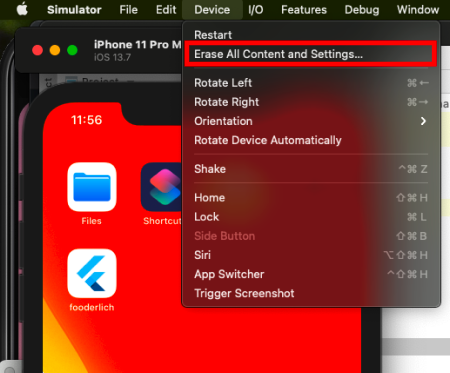 Simulator File Edit Device I/O Features Debug Window
iPhone 11 Pro M
iOS 13.7
Restart
Erase All Content and Settings...
Rotate Left ⌘←
Rotate Right ⌘→
Orientation >
Rotate Device Automatically
Shake ^⌘Z
Home ⇧⌘H
Lock ⌘L
Side Button ⇧⌘B
Siri ⌥⇧⌘H
App Switcher ^⇧⌘H
Trigger Screenshot
Project
11:56
Files
Shortcut
fooderlich